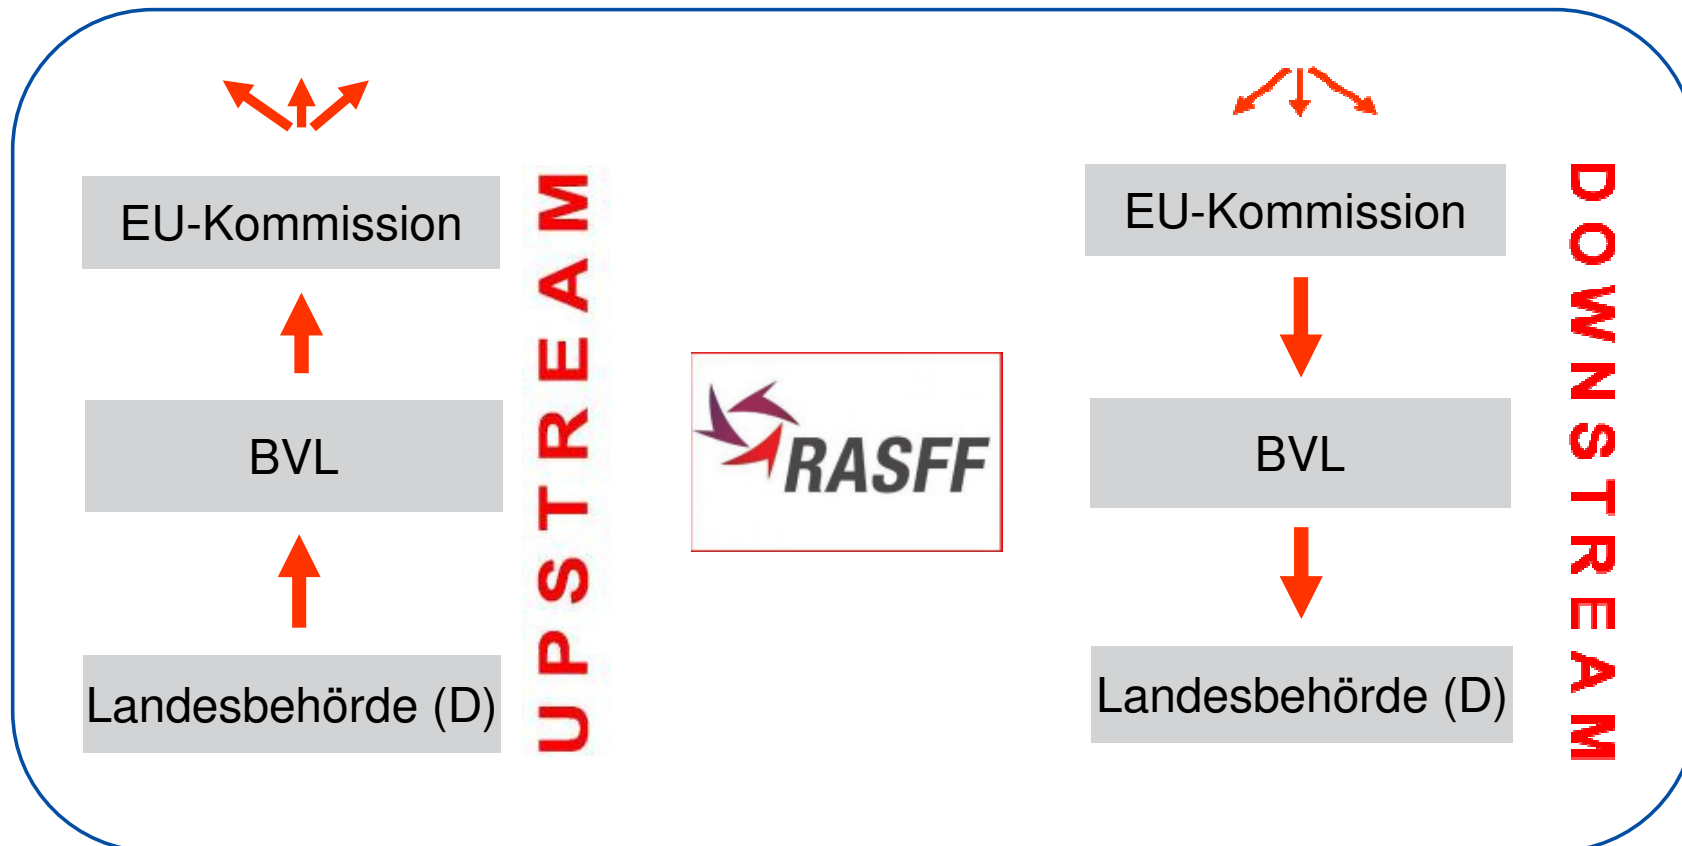 EU-Kommission
BVL
Landesbehörde (D)
UPSTREAM
RASFF
EU-Kommission
BVL
Landesbehörde (D)
DOWNSTREAM